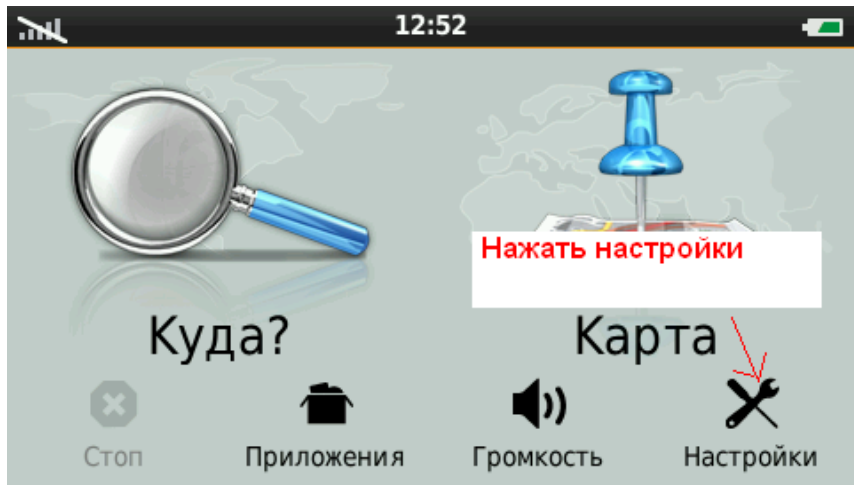 12:52
Нажать настройки
Куда?
Карта
Стоп
Приложения
Громкость
Настройки